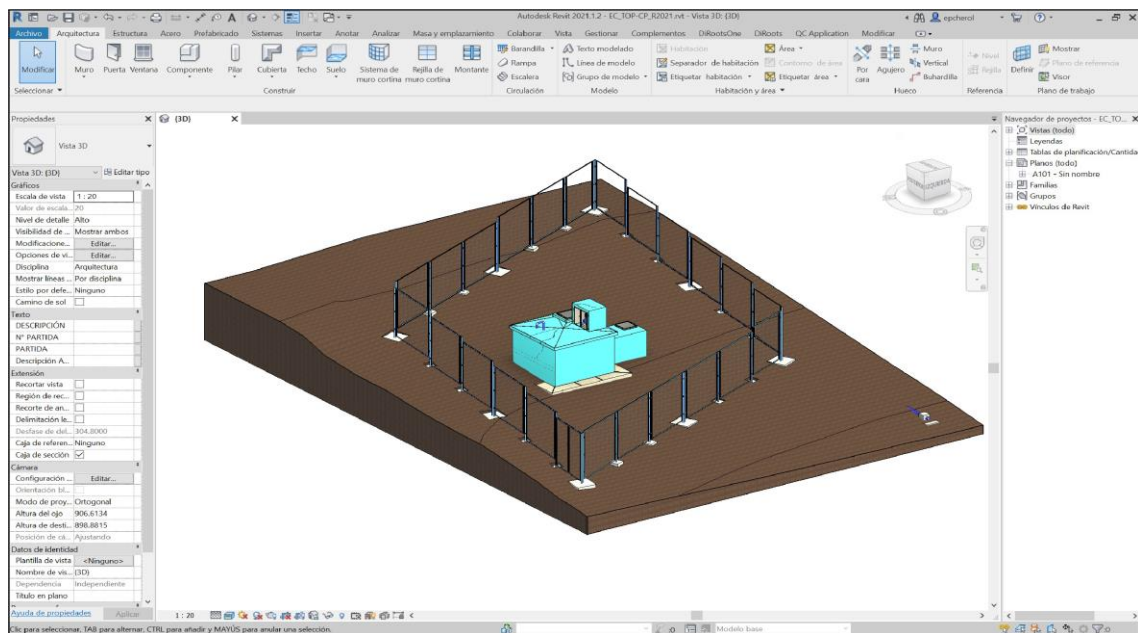 Autodesk Revit 2021.1.2 - EC_TOP-CP_R2021.rvt - Vista 3D: {3D}
epcherol
Archivo Arquitectura Estructura Acero Prefabricado Sistemas Insertar Anotar Analizar Masa y emplazamiento Colaborar Vista Gestionar Complementos DiRootsOne DiRoots QC Application Modificar
Modificar
Muro Puerta Ventana Componente Pilar Cubierta Techo Suelo Sistema de muro cortina Rejilla de muro cortina Montante
Barandilla
Rampa
Escalera
Texto modelado
Línea de modelo
Grupo de modelo
Habitación
Separador de habitación
Etiquetar habitación
Área
Contorno de área
Etiquetar área
Por cara
Agujero
Muro
Vertical
Buhardilla
Nivel
Rejilla
Definir
Mostrar
Plano de referencia
Visor
Seleccionar Construir Circulación Modelo Habitación y área Hueco Referencia Plano de trabajo
Propiedades
Vista 3D
Vista 3D: {3D} Editar tipo
Gráficos
Escala de vista 1 : 20
Valor de escala... 20
Nivel de detalle Alto
Visibilidad de ... Mostrar ambos
Modificacione... Editar...
Opciones de vi... Editar...
Disciplina Arquitectura
Mostrar líneas ... Por disciplina
Estilo por defe... Ninguno
Camino de sol
Texto
DESCRIPCIÓN
N° PARTIDA
PARTIDA
Descripción A...
Extensión
Recortar vista
Región de rec...
Recorte de an...
Delimitación le...
Desfase de del... 304.8000
Caja de referen... Ninguno
Caja de sección
Cámara
Configuración ... Editar...
Orientación bl...
Modo de proy... Ortogonal
Altura del ojo 906.6134
Altura de desti... 898.8815
Posición de cá... Ajustando
Datos de identidad
Plantilla de vista <Ninguno>
Nombre de vis... {3D}
Dependencia Independiente
Título en plano
Ayuda de propiedades Aplicar
{3D}
IZQUIERDA
Navegador de proyectos - EC_TO...
Vistas (todo)
Leyendas
Tablas de planificación/Cantida
Planos (todo)
A101 - Sin nombre
Familias
Grupos
Vínculos de Revit
1 : 20
Clic para seleccionar, TAB para alternar, CTRL para añadir y MAYÚS para anular una selección.
:0
Modelo base
:0